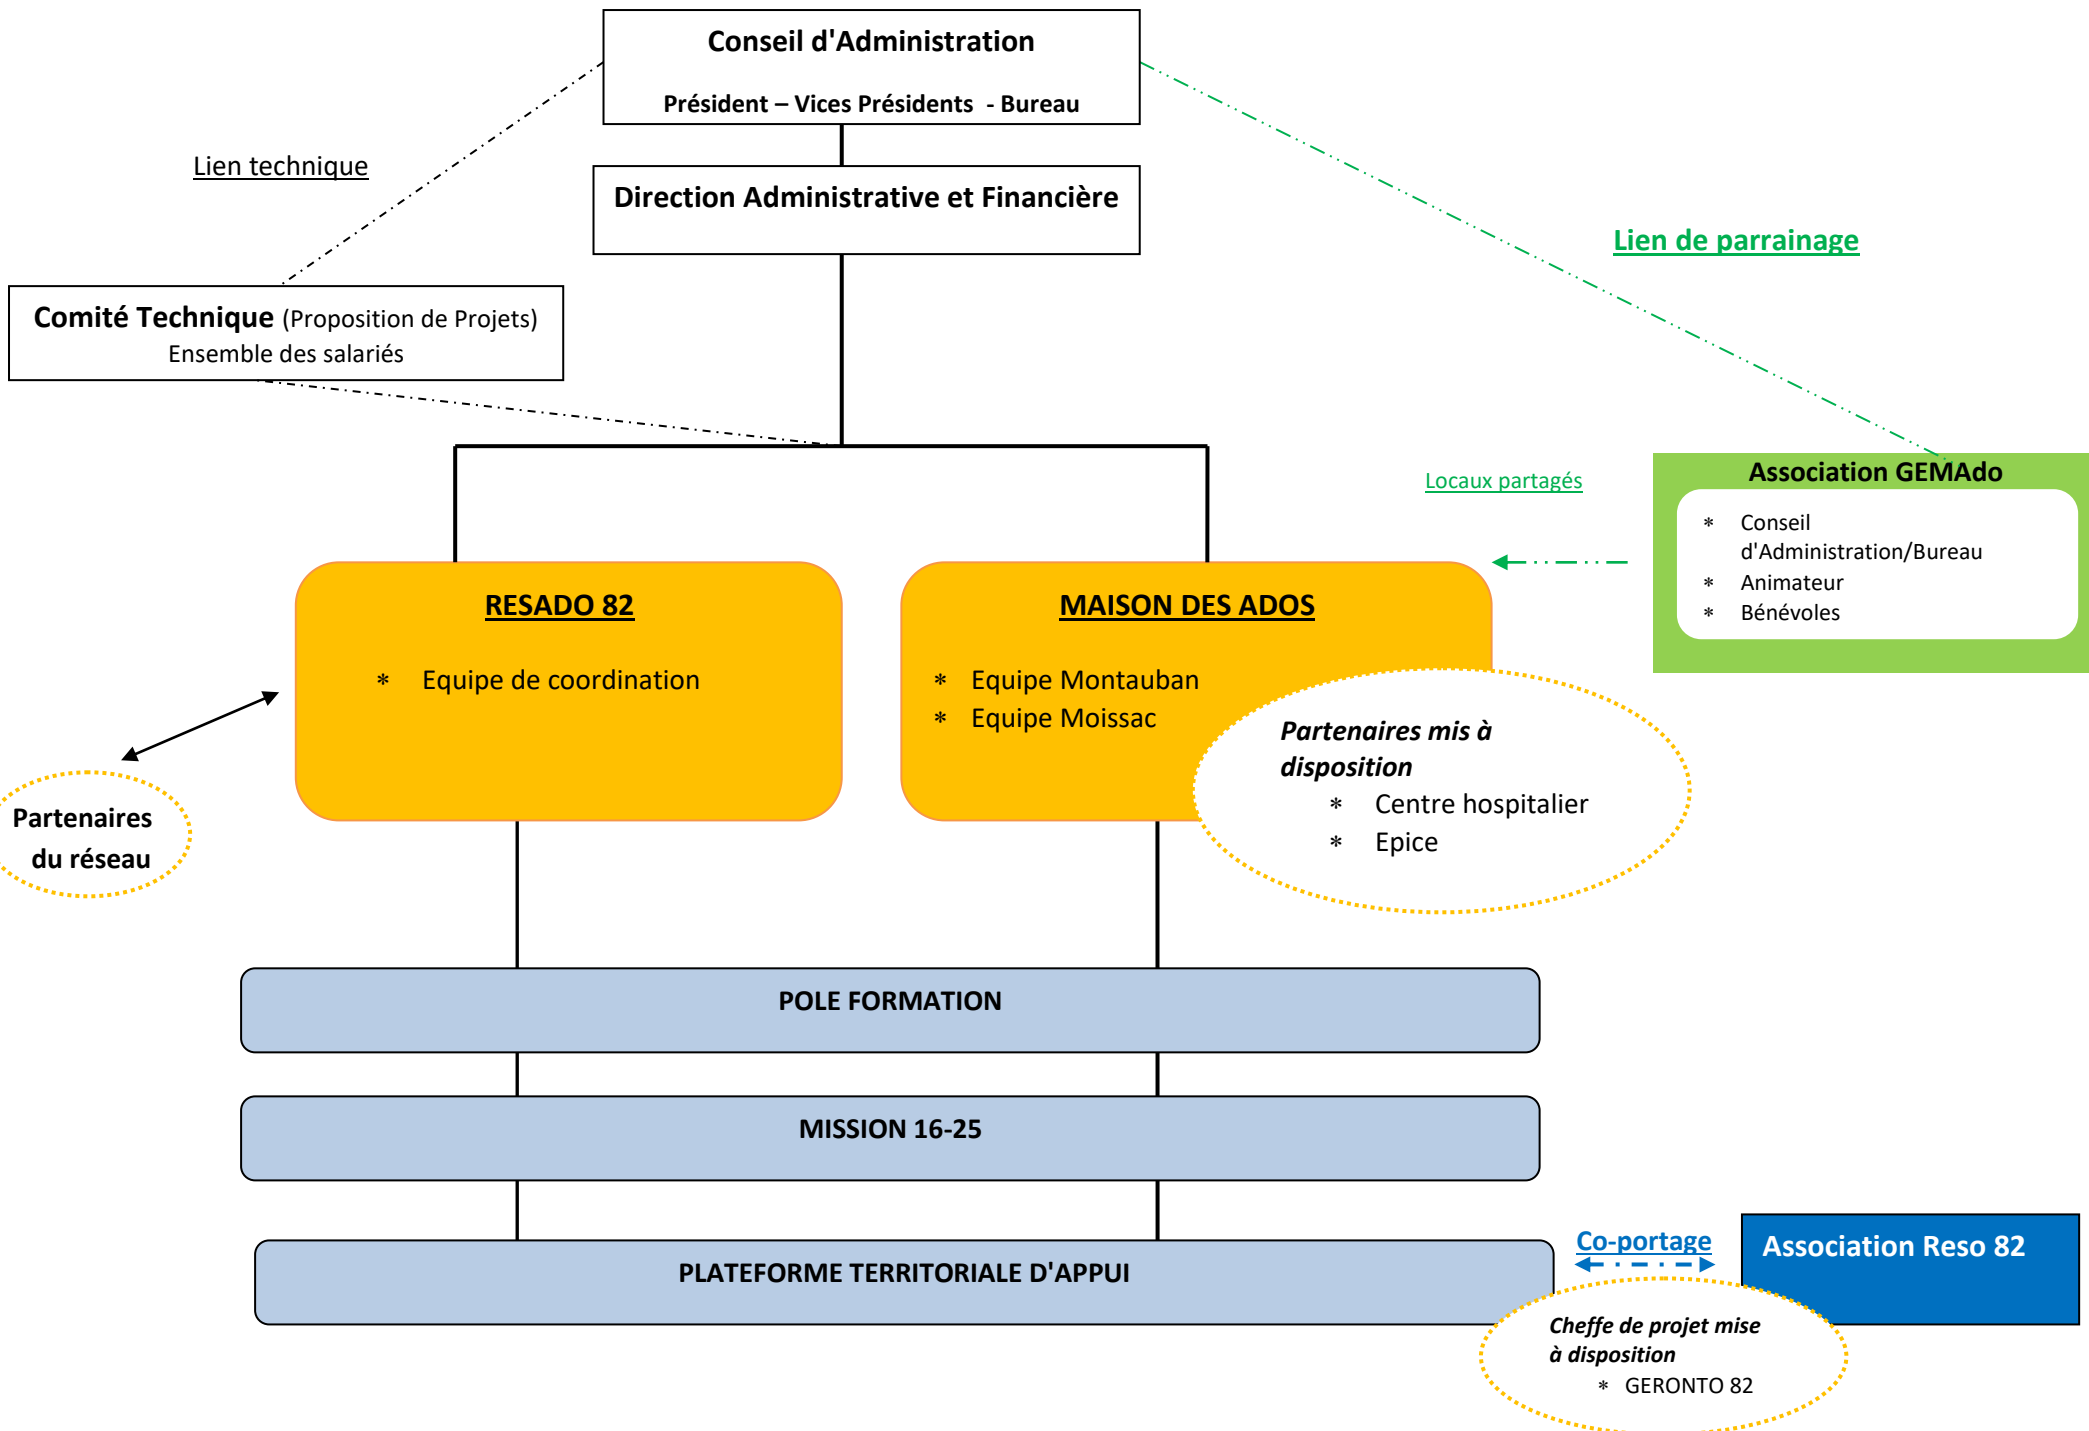 Conseil d'Administration
Président – Vices Présidents - Bureau
Lien technique
Direction Administrative et Financière
Lien de parrainage
Comité Technique (Proposition de Projets)
Ensemble des salariés
Locaux partagés
Association GEMAdo
* Conseil
d'Administration/Bureau
* Animateur
* Bénévoles
RESADO 82
* Equipe de coordination
MAISON DES ADOS
* Equipe Montauban
* Equipe Moissac
Partenaires mis à
disposition
* Centre hospitalier
* Epice
Partenaires
du réseau
POLE FORMATION
MISSION 16-25
PLATEFORME TERRITORIALE D'APPUI
Co-portage
Association Reso 82
Cheffe de projet mise
à disposition
* GERONTO 82